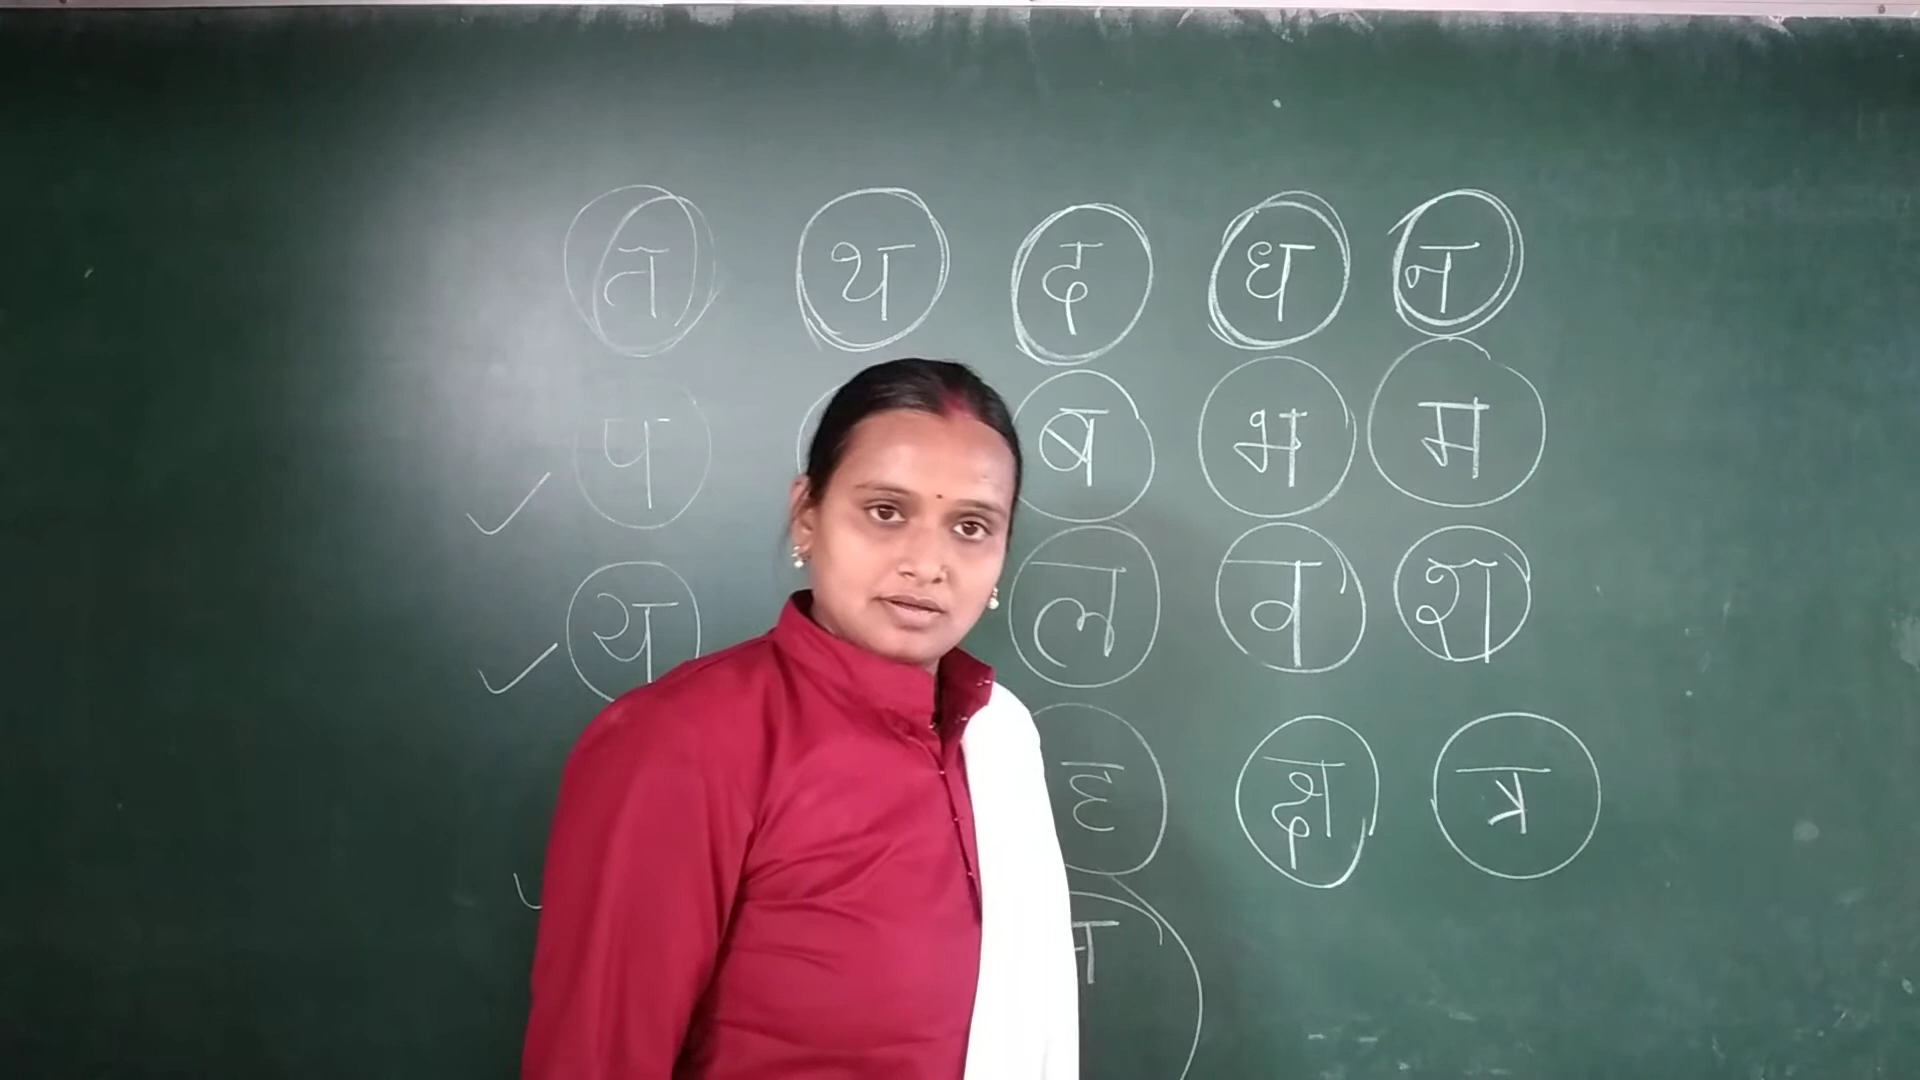 त थ द ध न
प ब भ म
य ल व श
ह क्ष त्र